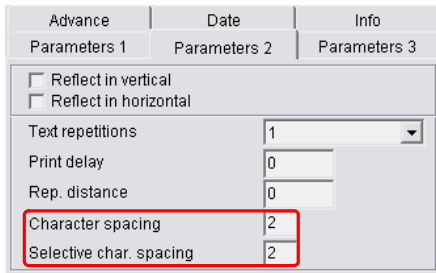 Advance Date Info
Parameters 1 Parameters 2 Parameters 3
Reflect in vertical
Reflect in horizontal
Text repetitions 1
Print delay 0
Rep. distance 0
Character spacing 2
Selective char. spacing 2